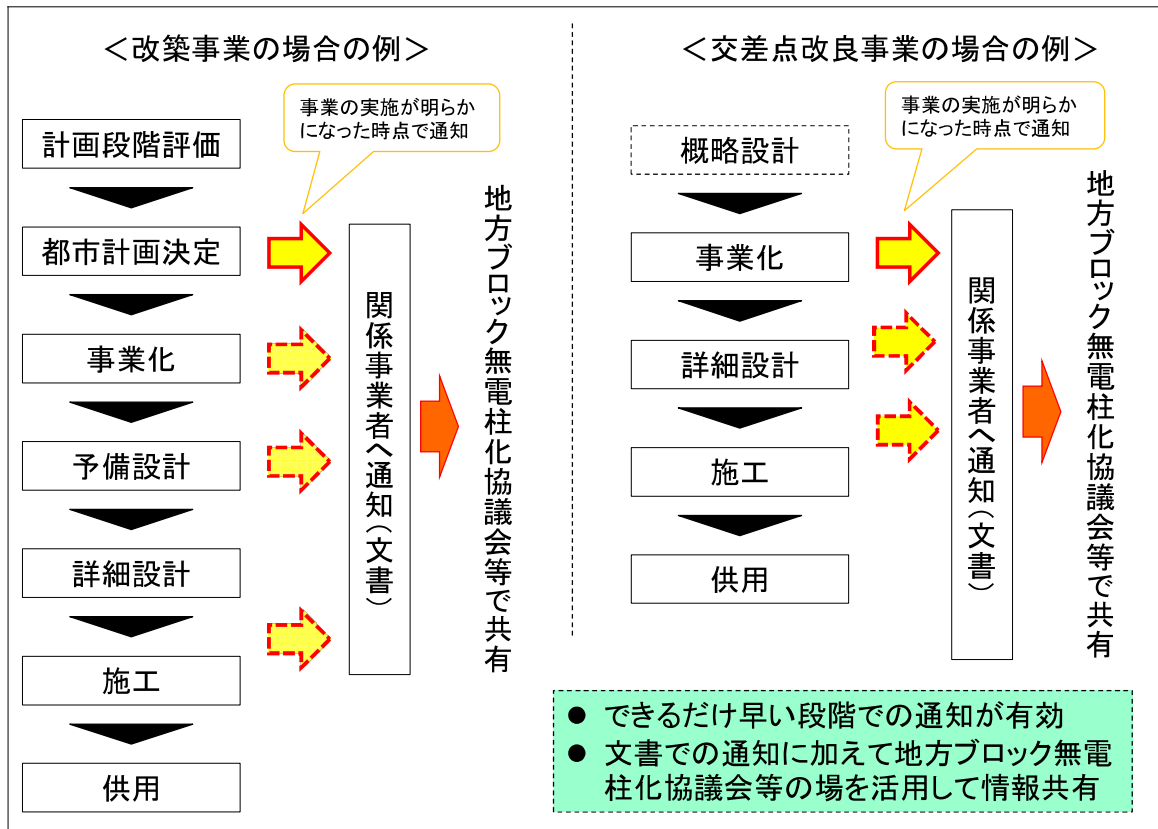 <改築事業の場合の例>
事業の実施が明らか
になった時点で通知
計画段階評価
都市計画決定
事業化
予備設計
詳細設計
施工
供用
関係事業者へ通知(文書)
地方ブロック無電柱化協議会等で共有
<交差点改良事業の場合の例>
事業の実施が明らか
になった時点で通知
概略設計
事業化
詳細設計
施工
供用
関係事業者へ通知(文書)
地方ブロック無電柱化協議会等で共有
● できるだけ早い段階での通知が有効
● 文書での通知に加えて地方ブロック無電
柱化協議会等の場を活用して情報共有